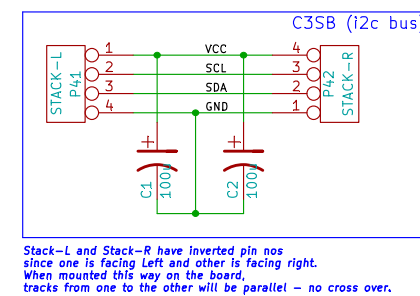 C3SB (i2c bus)
STACK-L
P41
1
2
3
4
VCC
SCL
SDA
GND
4
3
2
1
P42
STACK-R
C1
100u
C2
100u
Stack-L and Stack-R have inverted pin nos
since one is facing Left and other is facing right.
When mounted this way on the board,
tracks from one to the other will be parallel - no cross over.